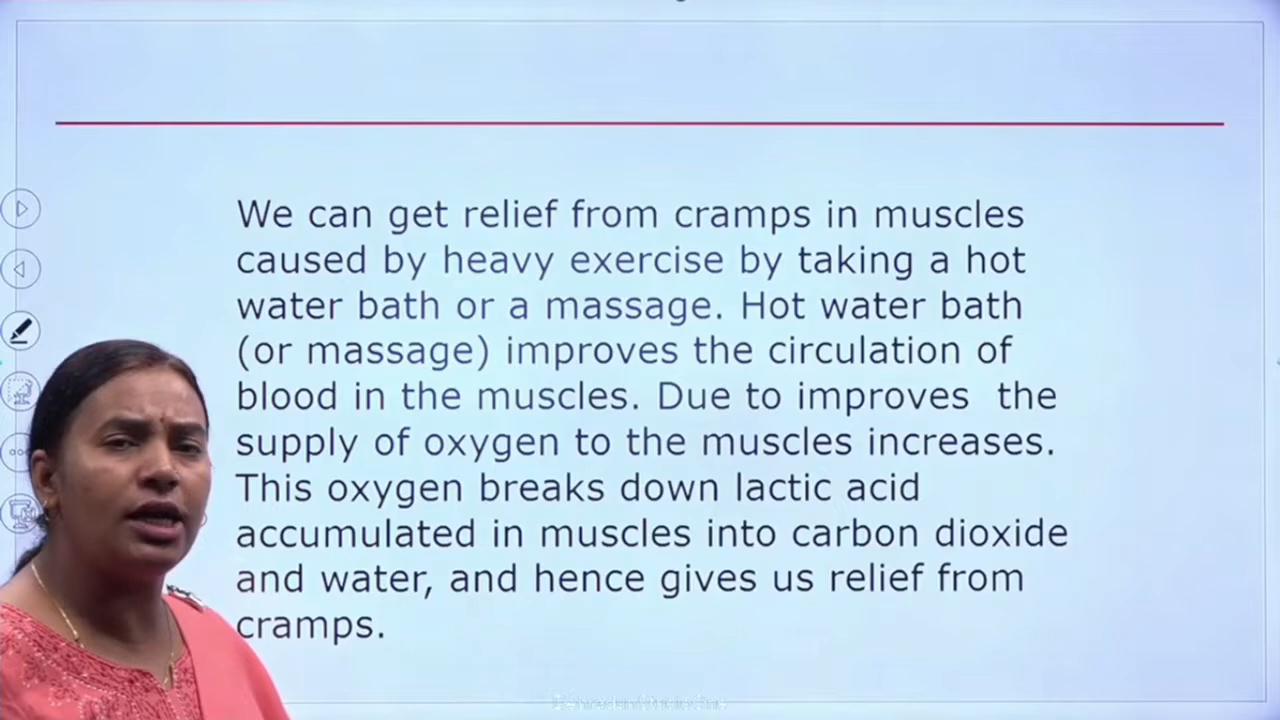 We can get relief from cramps in muscles
caused by heavy exercise by taking a hot
water bath or a massage. Hot water bath
(or massage) improves the circulation of
blood in the muscles. Due to improves the
supply of oxygen to the muscles increases.
This oxygen breaks down lactic acid
accumulated in muscles into carbon dioxide
and water, and hence gives us relief from
cramps.